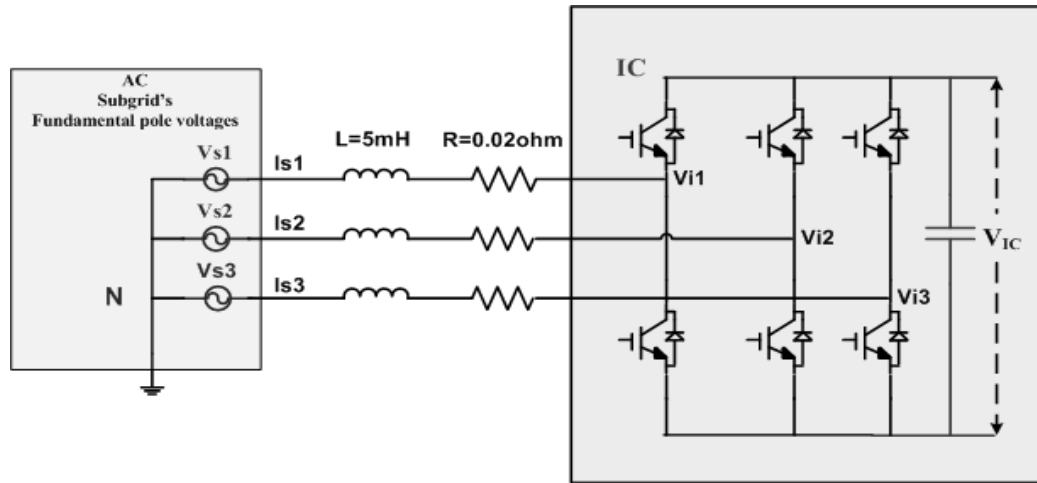 AC
Subgrid's
Fundamental pole voltages
Vs1
Is1
L=5mH
R=0.02ohm
Vs2
Is2
Vs3
Is3
N
IC
Vi1
Vi2
Vi3
VIC